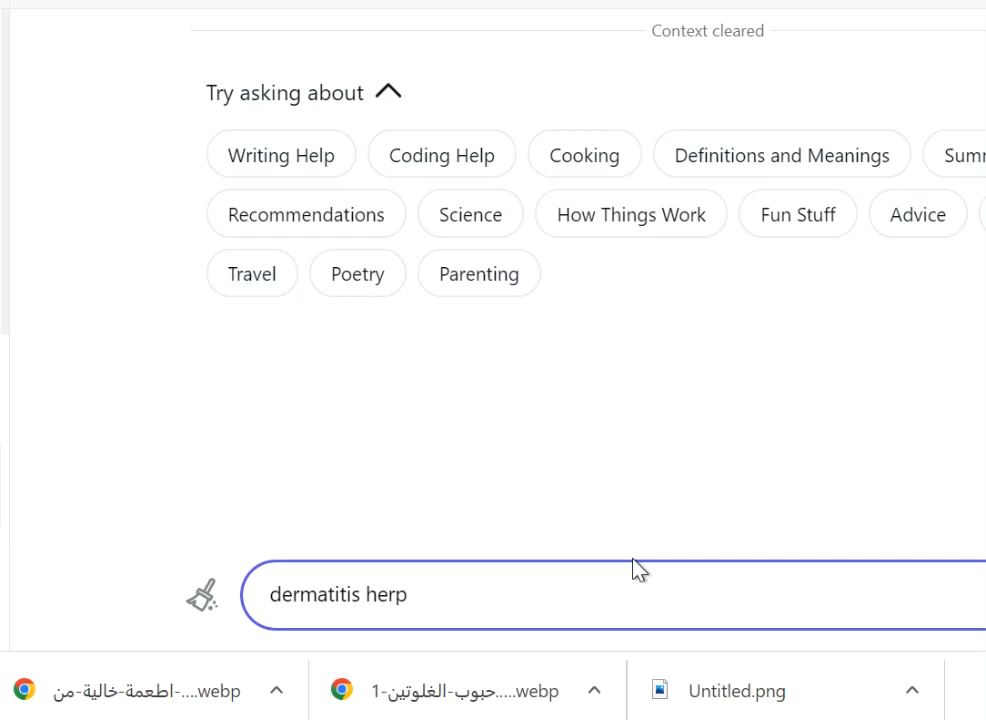 Context cleared
Try asking about
Writing Help Coding Help Cooking Definitions and Meanings
Recommendations Science How Things Work Fun Stuff Advice
Travel Poetry Parenting
dermatitis herp
اطعمة-خالية-من-....webp حبوب-الغلوتين-1.....webp Untitled.png